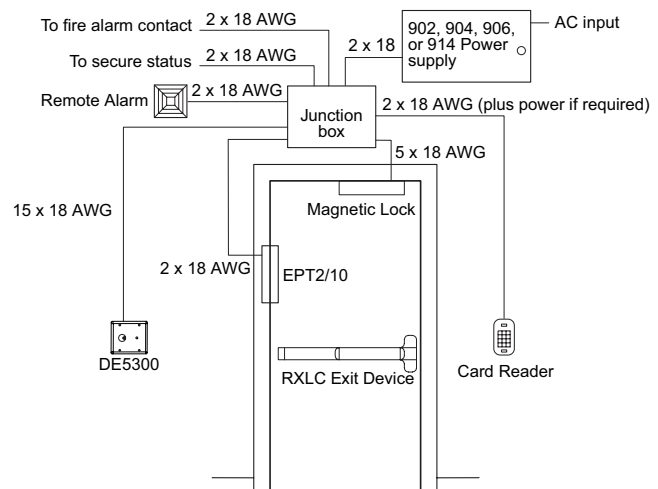 To fire alarm contact
2 x 18 AWG
To secure status
2 x 18 AWG
Remote Alarm
2 x 18 AWG
2 x 18
902, 904, 906,
or 914 Power
supply
AC input
Junction
box
2 x 18 AWG (plus power if required)
5 x 18 AWG
15 x 18 AWG
Magnetic Lock
2 x 18 AWG
EPT2/10
DE5300
RXLC Exit Device
Card Reader